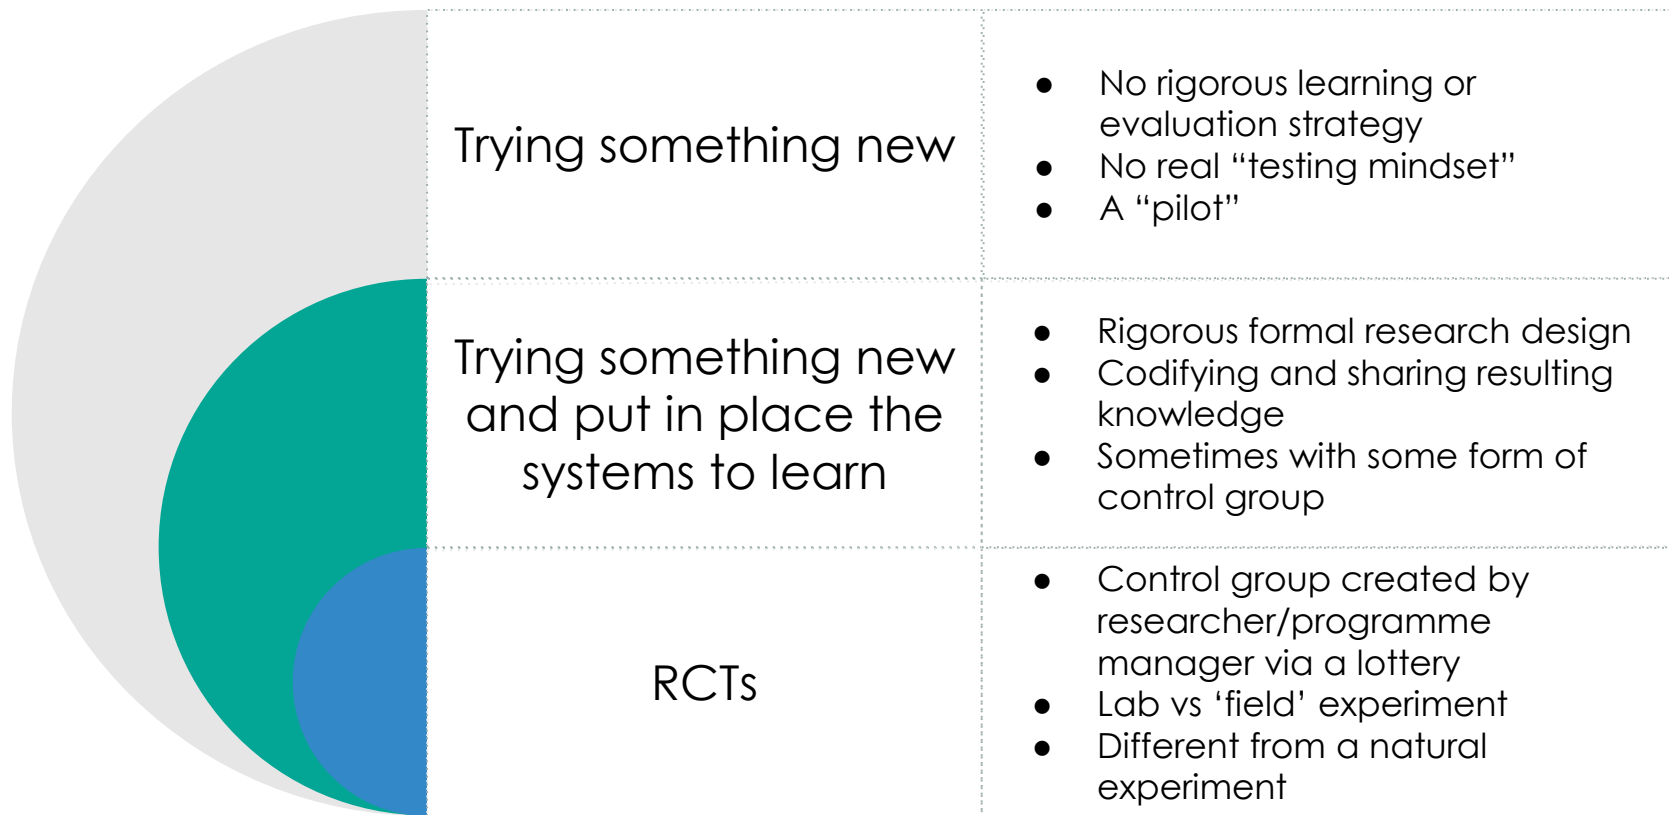 Trying something new
● No rigorous learning or
evaluation strategy
● No real “testing mindset”
● A “pilot”
Trying something new
and put in place the
systems to learn
● Rigorous formal research design
● Codifying and sharing resulting
knowledge
● Sometimes with some form of
control group
RCTs
● Control group created by
researcher/programme
manager via a lottery
● Lab vs ‘field’ experiment
● Different from a natural
experiment